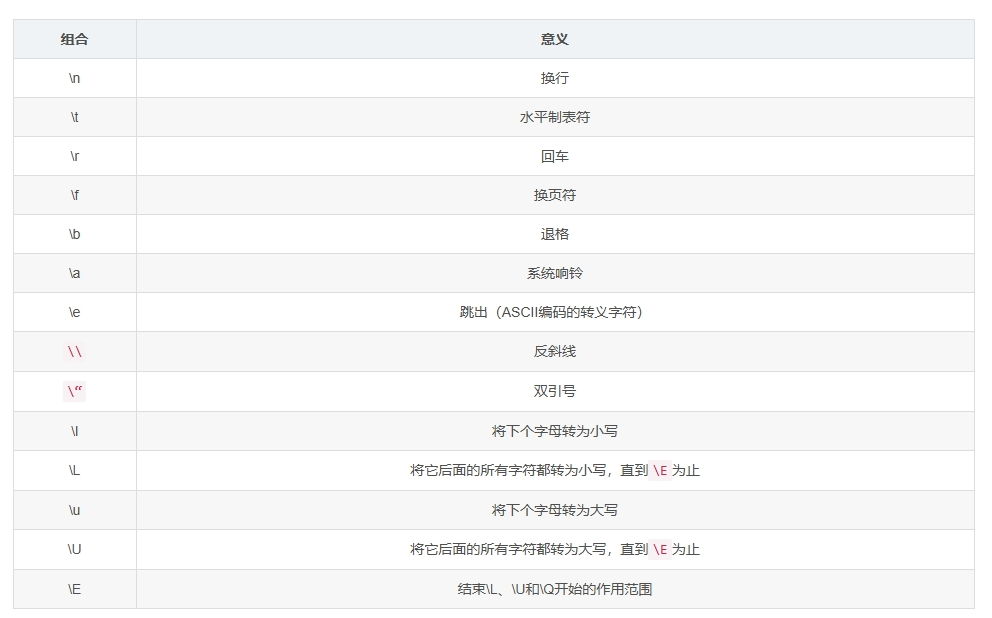 组合 意义
\n 换行
\t 水平制表符
\r 回车
\f 换页符
\b 退格
\a 系统响铃
\e 跳出（ASCII编码的转义字符）
\\ 反斜线
\“ 双引号
\l 将下个字母转为小写
\L 将它后面的所有字符都转为小写，直到 \E 为止
\u 将下个字母转为大写
\U 将它后面的所有字符都转为大写，直到 \E 为止
\E 结束\L、\U和\Q开始的作用范围